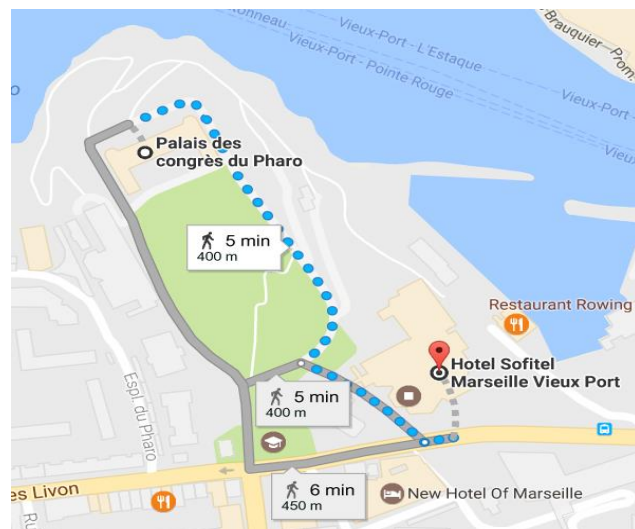 Vieux-Port - L'Estaque
Vieux-Port - Pointe Rouge
Vieux-Port
Brauquier - Prom
Palais des
congrès du Pharo
5 min
400 m
Restaurant Rowing
Hotel Sofitel
Marseille Vieux Port
5 min
400 m
Espl. du Pharo
6 min
450 m
es Livon
New Hotel Of Marseille